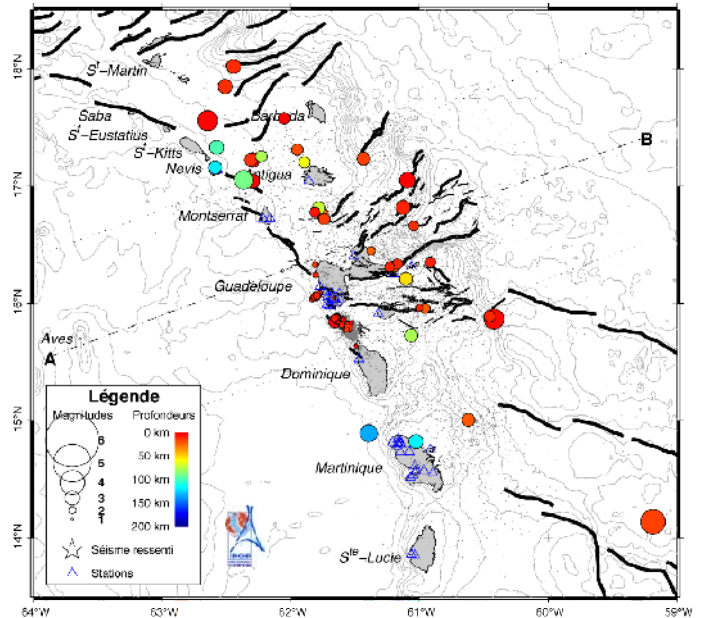 18°N
Sᵗ-Martin
Saba
Barbuda
Sᵗ-Eustatius
B
Sᵗ-Kitts
Nevis
Antigua
17°N
Montserrat
Guadeloupe
16°N
Aves
A
Dominique
Légende
Magnitudes Profondeurs
0 km
6
50 km
5
4
100 km
3
150 km
2
1
200 km
Séisme ressenti
Stations
15°N
Martinique
14°N
Sᵗᵉ-Lucie
64°W 63°W 62°W 61°W 60°W 59°W